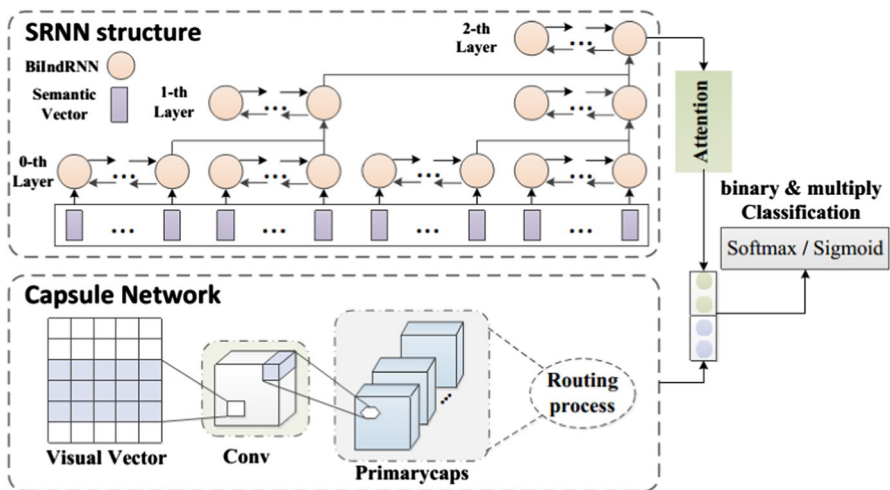 SRNN structure
BiIndRNN
Semantic
Vector
2-th
Layer
...
1-th
Layer
...
...
0-th
Layer
...
...
...
...
...
...
...
...
Attention
binary & multiply
Classification
Softmax / Sigmoid
Capsule Network
Visual Vector
Conv
...
Primarycaps
Routing
process